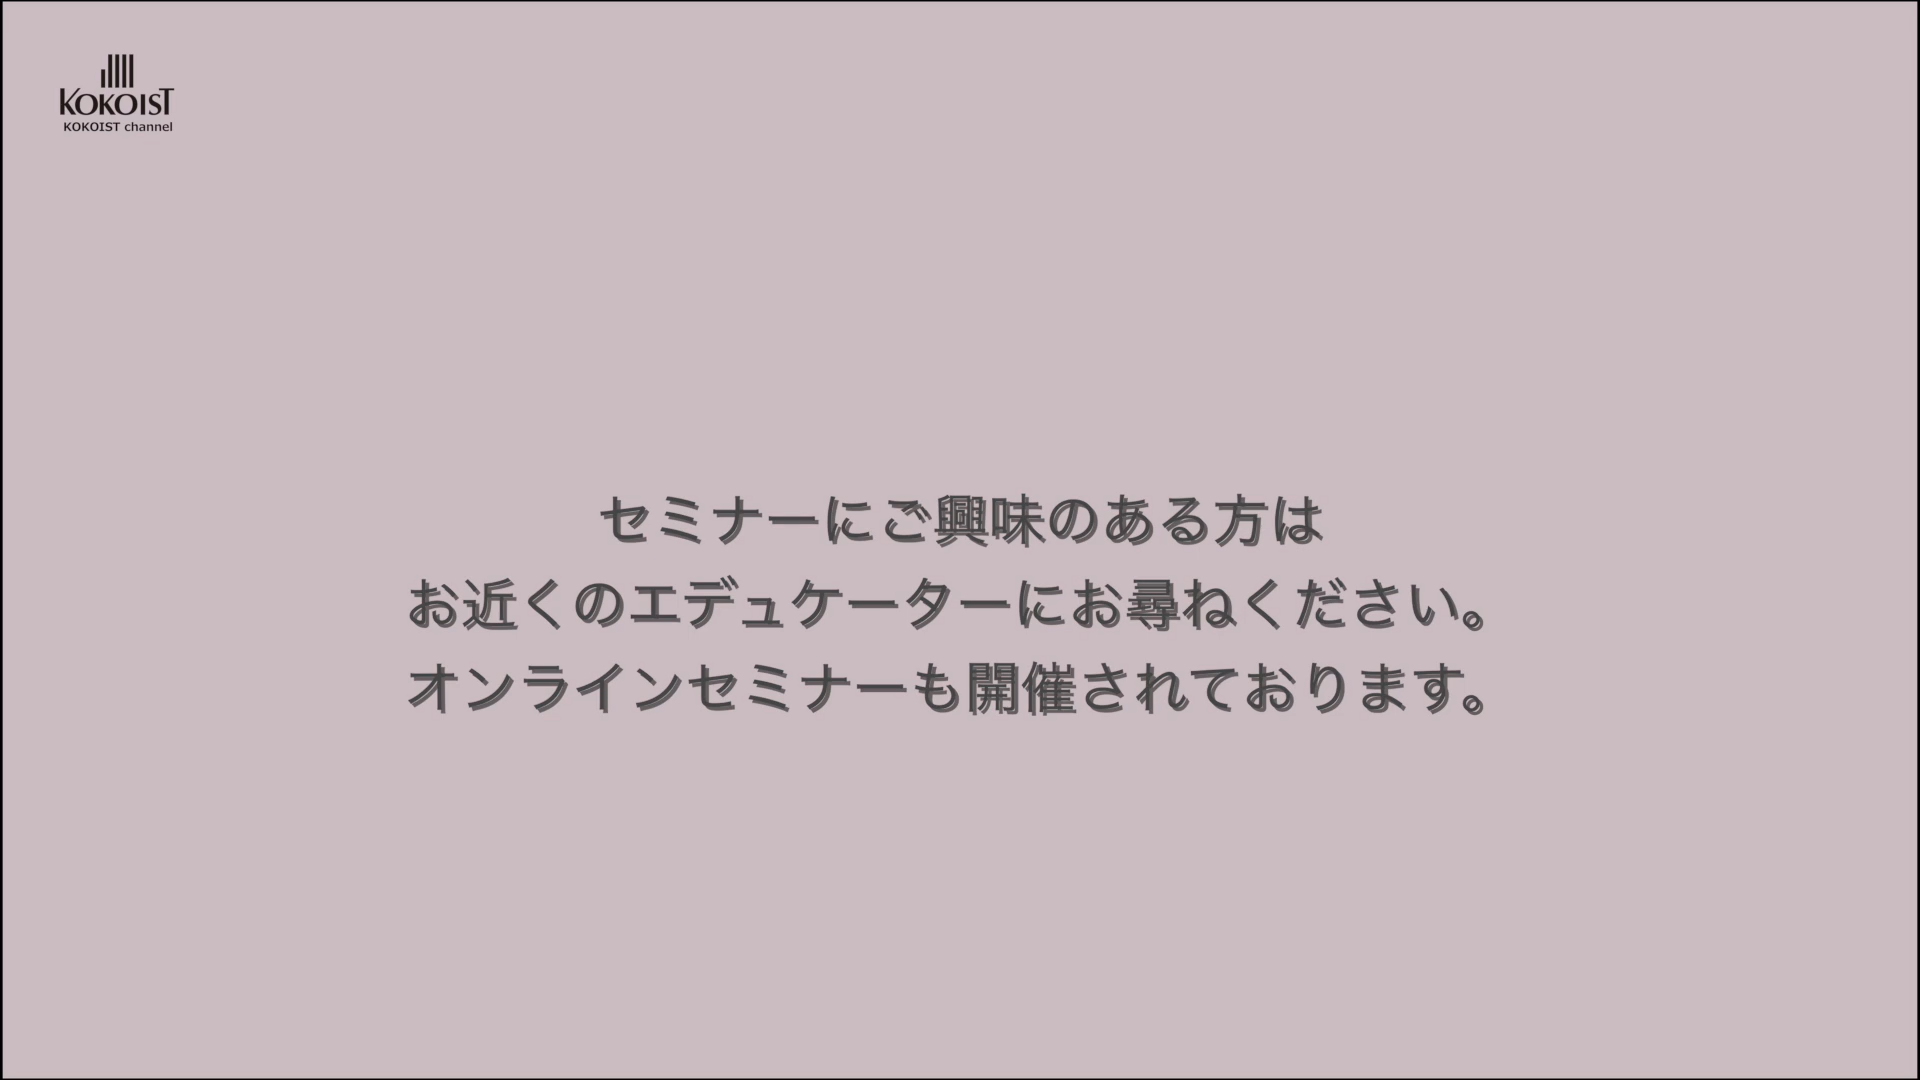 KOKOIST
KOKOIST channel
セミナーにご興味のある方は
お近くのエデュケーターにお尋ねください。
オンラインセミナーも開催されております。